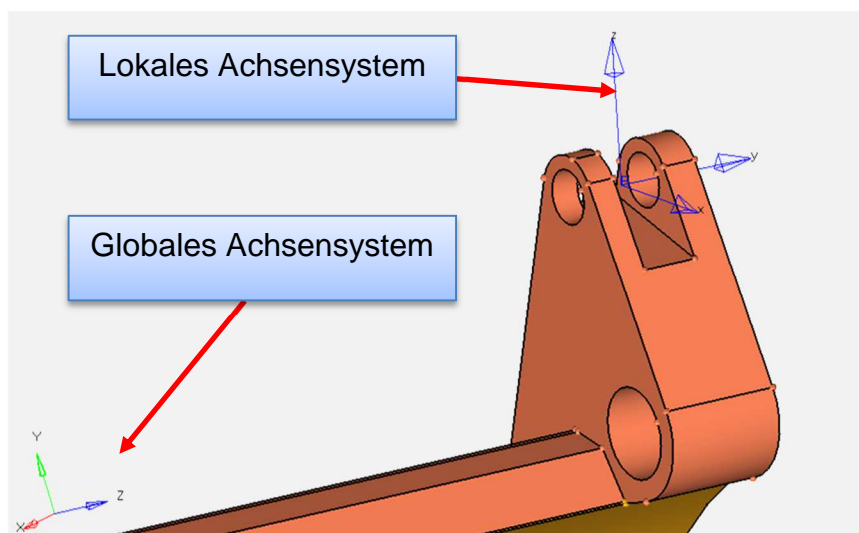 Lokales Achsensystem
z
y
x
Globales Achsensystem
Y
Z
X